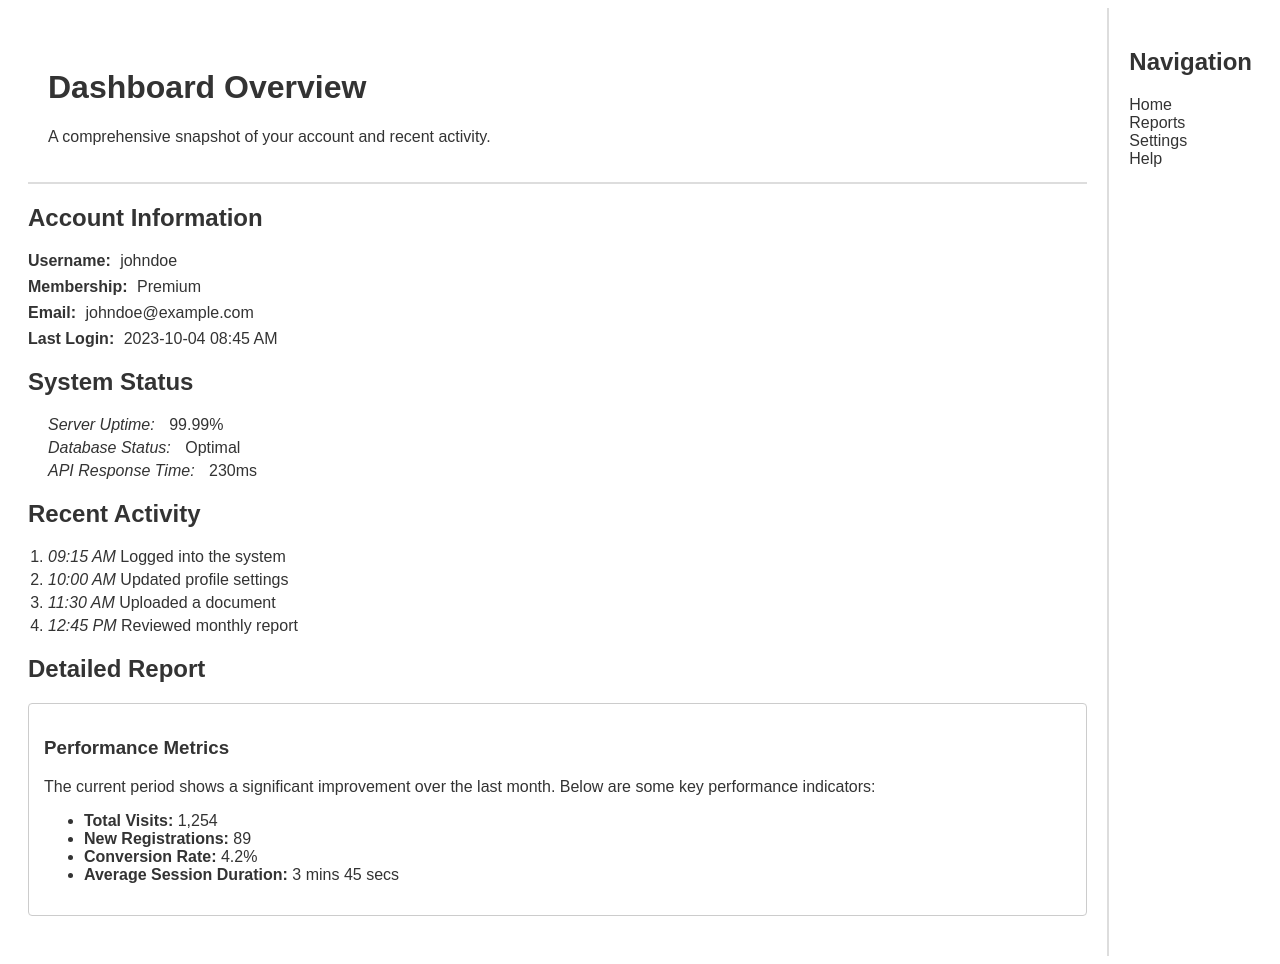 Dashboard Overview
A comprehensive snapshot of your account and recent activity.
Account Information
Username: johndoe
Membership: Premium
Email: johndoe@example.com
Last Login: 2023-10-04 08:45 AM
System Status
Server Uptime: 99.99%
Database Status: Optimal
API Response Time: 230ms
Recent Activity
1. 09:15 AM Logged into the system
2. 10:00 AM Updated profile settings
3. 11:30 AM Uploaded a document
4. 12:45 PM Reviewed monthly report
Detailed Report
Performance Metrics
The current period shows a significant improvement over the last month. Below are some key performance indicators:
• Total Visits: 1,254
• New Registrations: 89
• Conversion Rate: 4.2%
• Average Session Duration: 3 mins 45 secs
Navigation
Home
Reports
Settings
Help